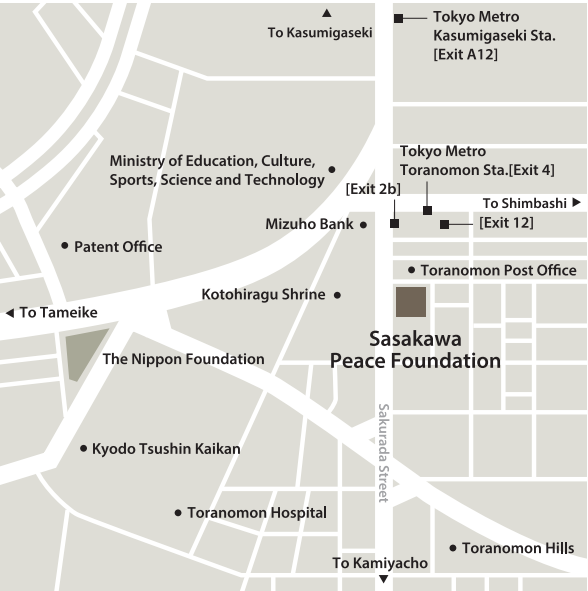 To Kasumigaseki
Tokyo Metro
Kasumigaseki Sta.
[Exit A12]
Ministry of Education, Culture,
Sports, Science and Technology
Tokyo Metro
Toranomon Sta.[Exit 4]
[Exit 2b]
To Shimbashi
Mizuho Bank
[Exit 12]
Patent Office
Toranomon Post Office
Kotohiragu Shrine
To Tameike
Sasakawa
Peace Foundation
The Nippon Foundation
Sakurada Street
Kyodo Tsushin Kaikan
Toranomon Hospital
Toranomon Hills
To Kamiyacho